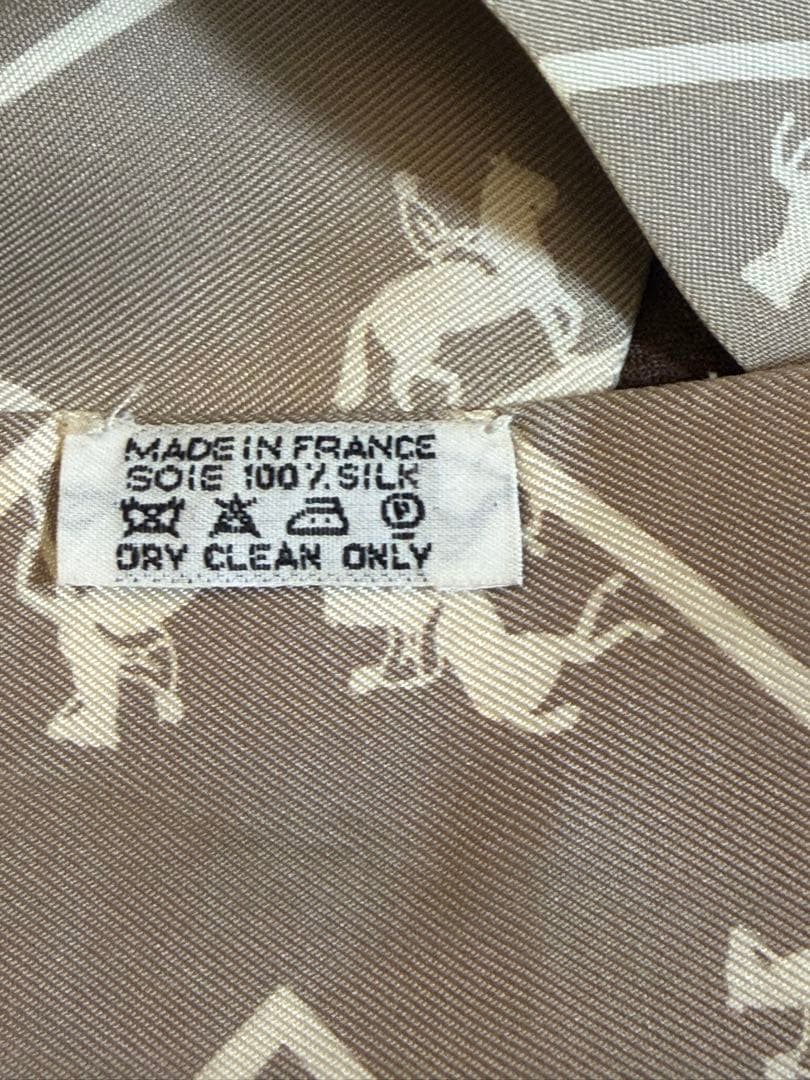 MADE IN FRANCE
SOIE 100% SILK
P
DRY CLEAN ONLY